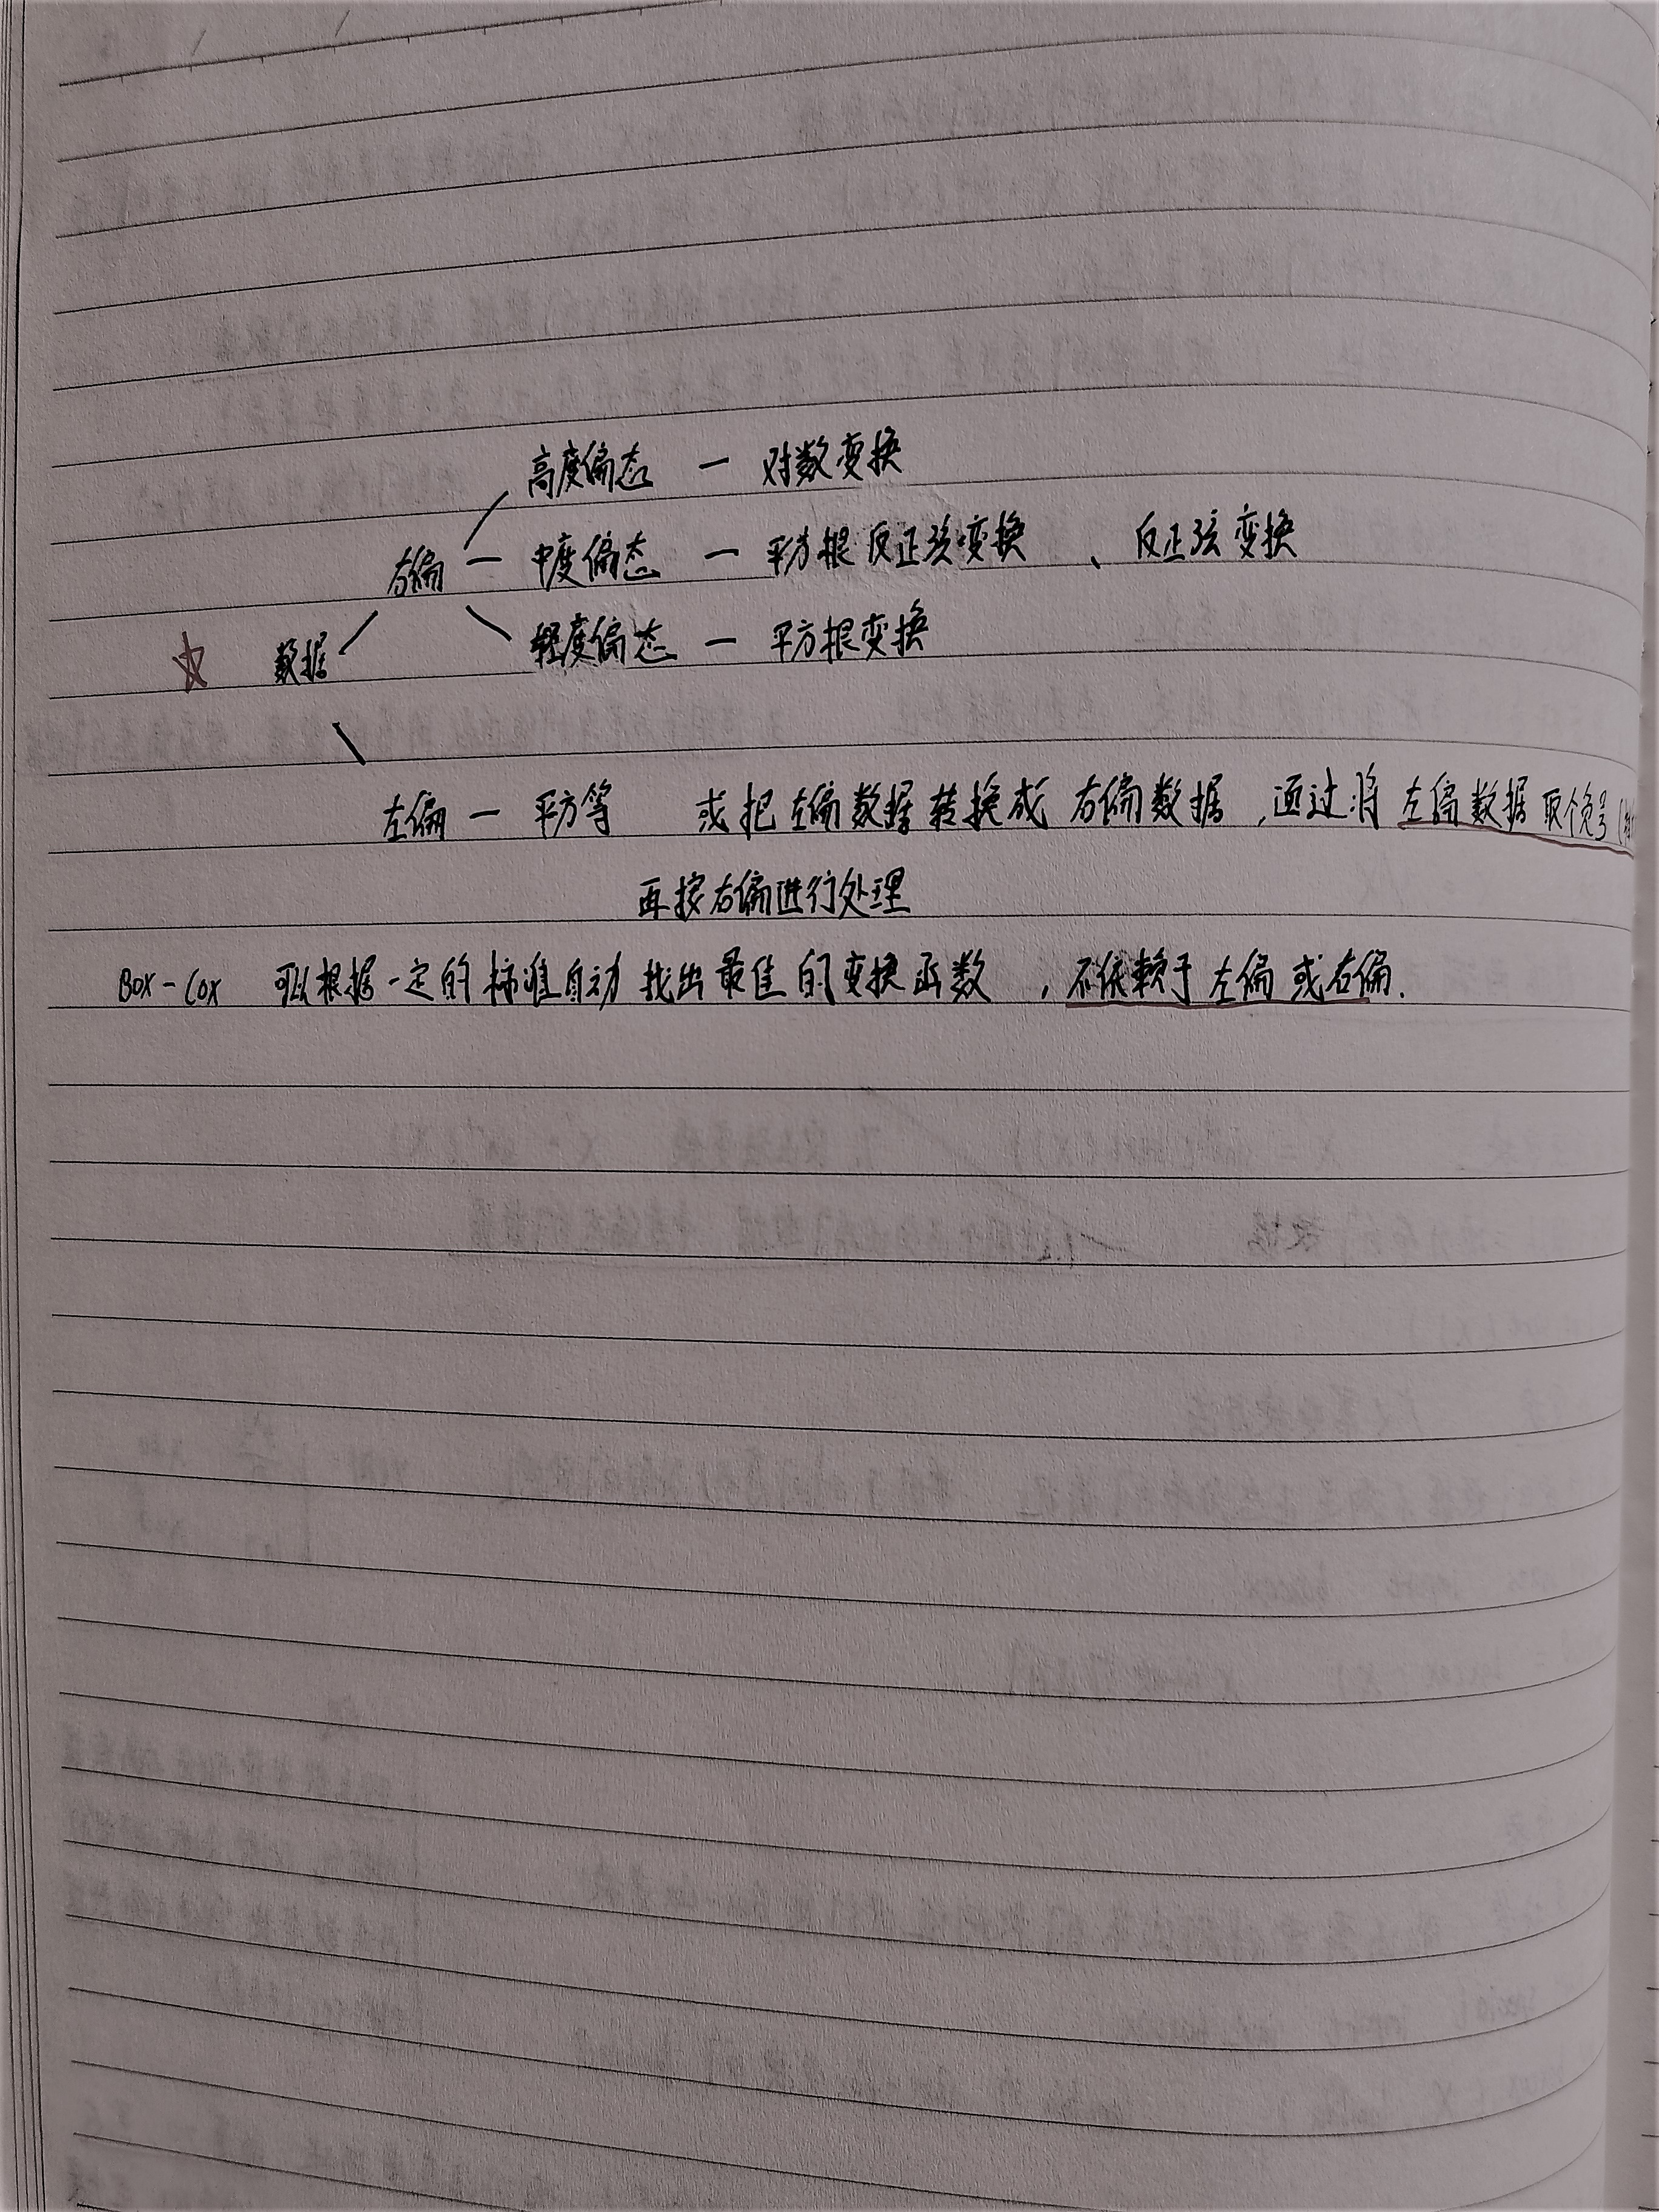 高度偏态 — 对数变换
右偏 — 中度偏态 — 平方根反正弦变换 、反正弦变换
轻度偏态 — 平方根变换
☆ 数据
左偏 — 平方等 或把左偏数据转换成右偏数据，通过将左偏数据取个负号
再按右偏进行处理
Box-Cox 可以根据一定的标准自动找出最佳的变换函数，不依赖于左偏或右偏.